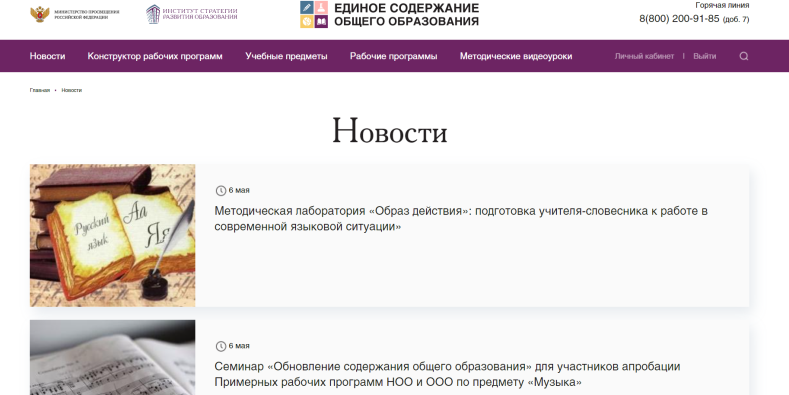 МИНИСТЕРСТВО ПРОСВЕЩЕНИЯ
РОССИЙСКОЙ ФЕДЕРАЦИИ
ИНСТИТУТ СТРАТЕГИИ
РАЗВИТИЯ ОБРАЗОВАНИЯ
ЕДИНОЕ СОДЕРЖАНИЕ
ОБЩЕГО ОБРАЗОВАНИЯ
Горячая линия
8(800) 200-91-85 (доб. 7)
Новости Конструктор рабочих программ Учебные предметы Рабочие программы Методические видеоуроки Личный кабинет | Выйти
Главная • Новости
Новости
Русский
язык
Аа
Яя
6 мая
Методическая лаборатория «Образ действия»: подготовка учителя-словесника к работе в
современной языковой ситуации»
6 мая
Семинар «Обновление содержания общего образования» для участников апробации
Примерных рабочих программ НОО и ООО по предмету «Музыка»